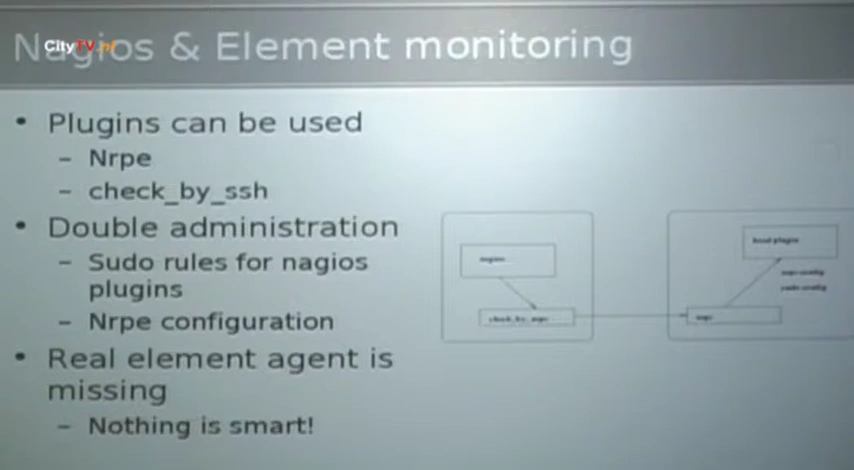 Nagios & Element monitoring
CityTV.nl
• Plugins can be used
– Nrpe
– check_by_ssh
• Double administration
– Sudo rules for nagios
plugins
– Nrpe configuration
• Real element agent is
missing
– Nothing is smart!
nagios
check_by_nrpe
local plugins
nrpe